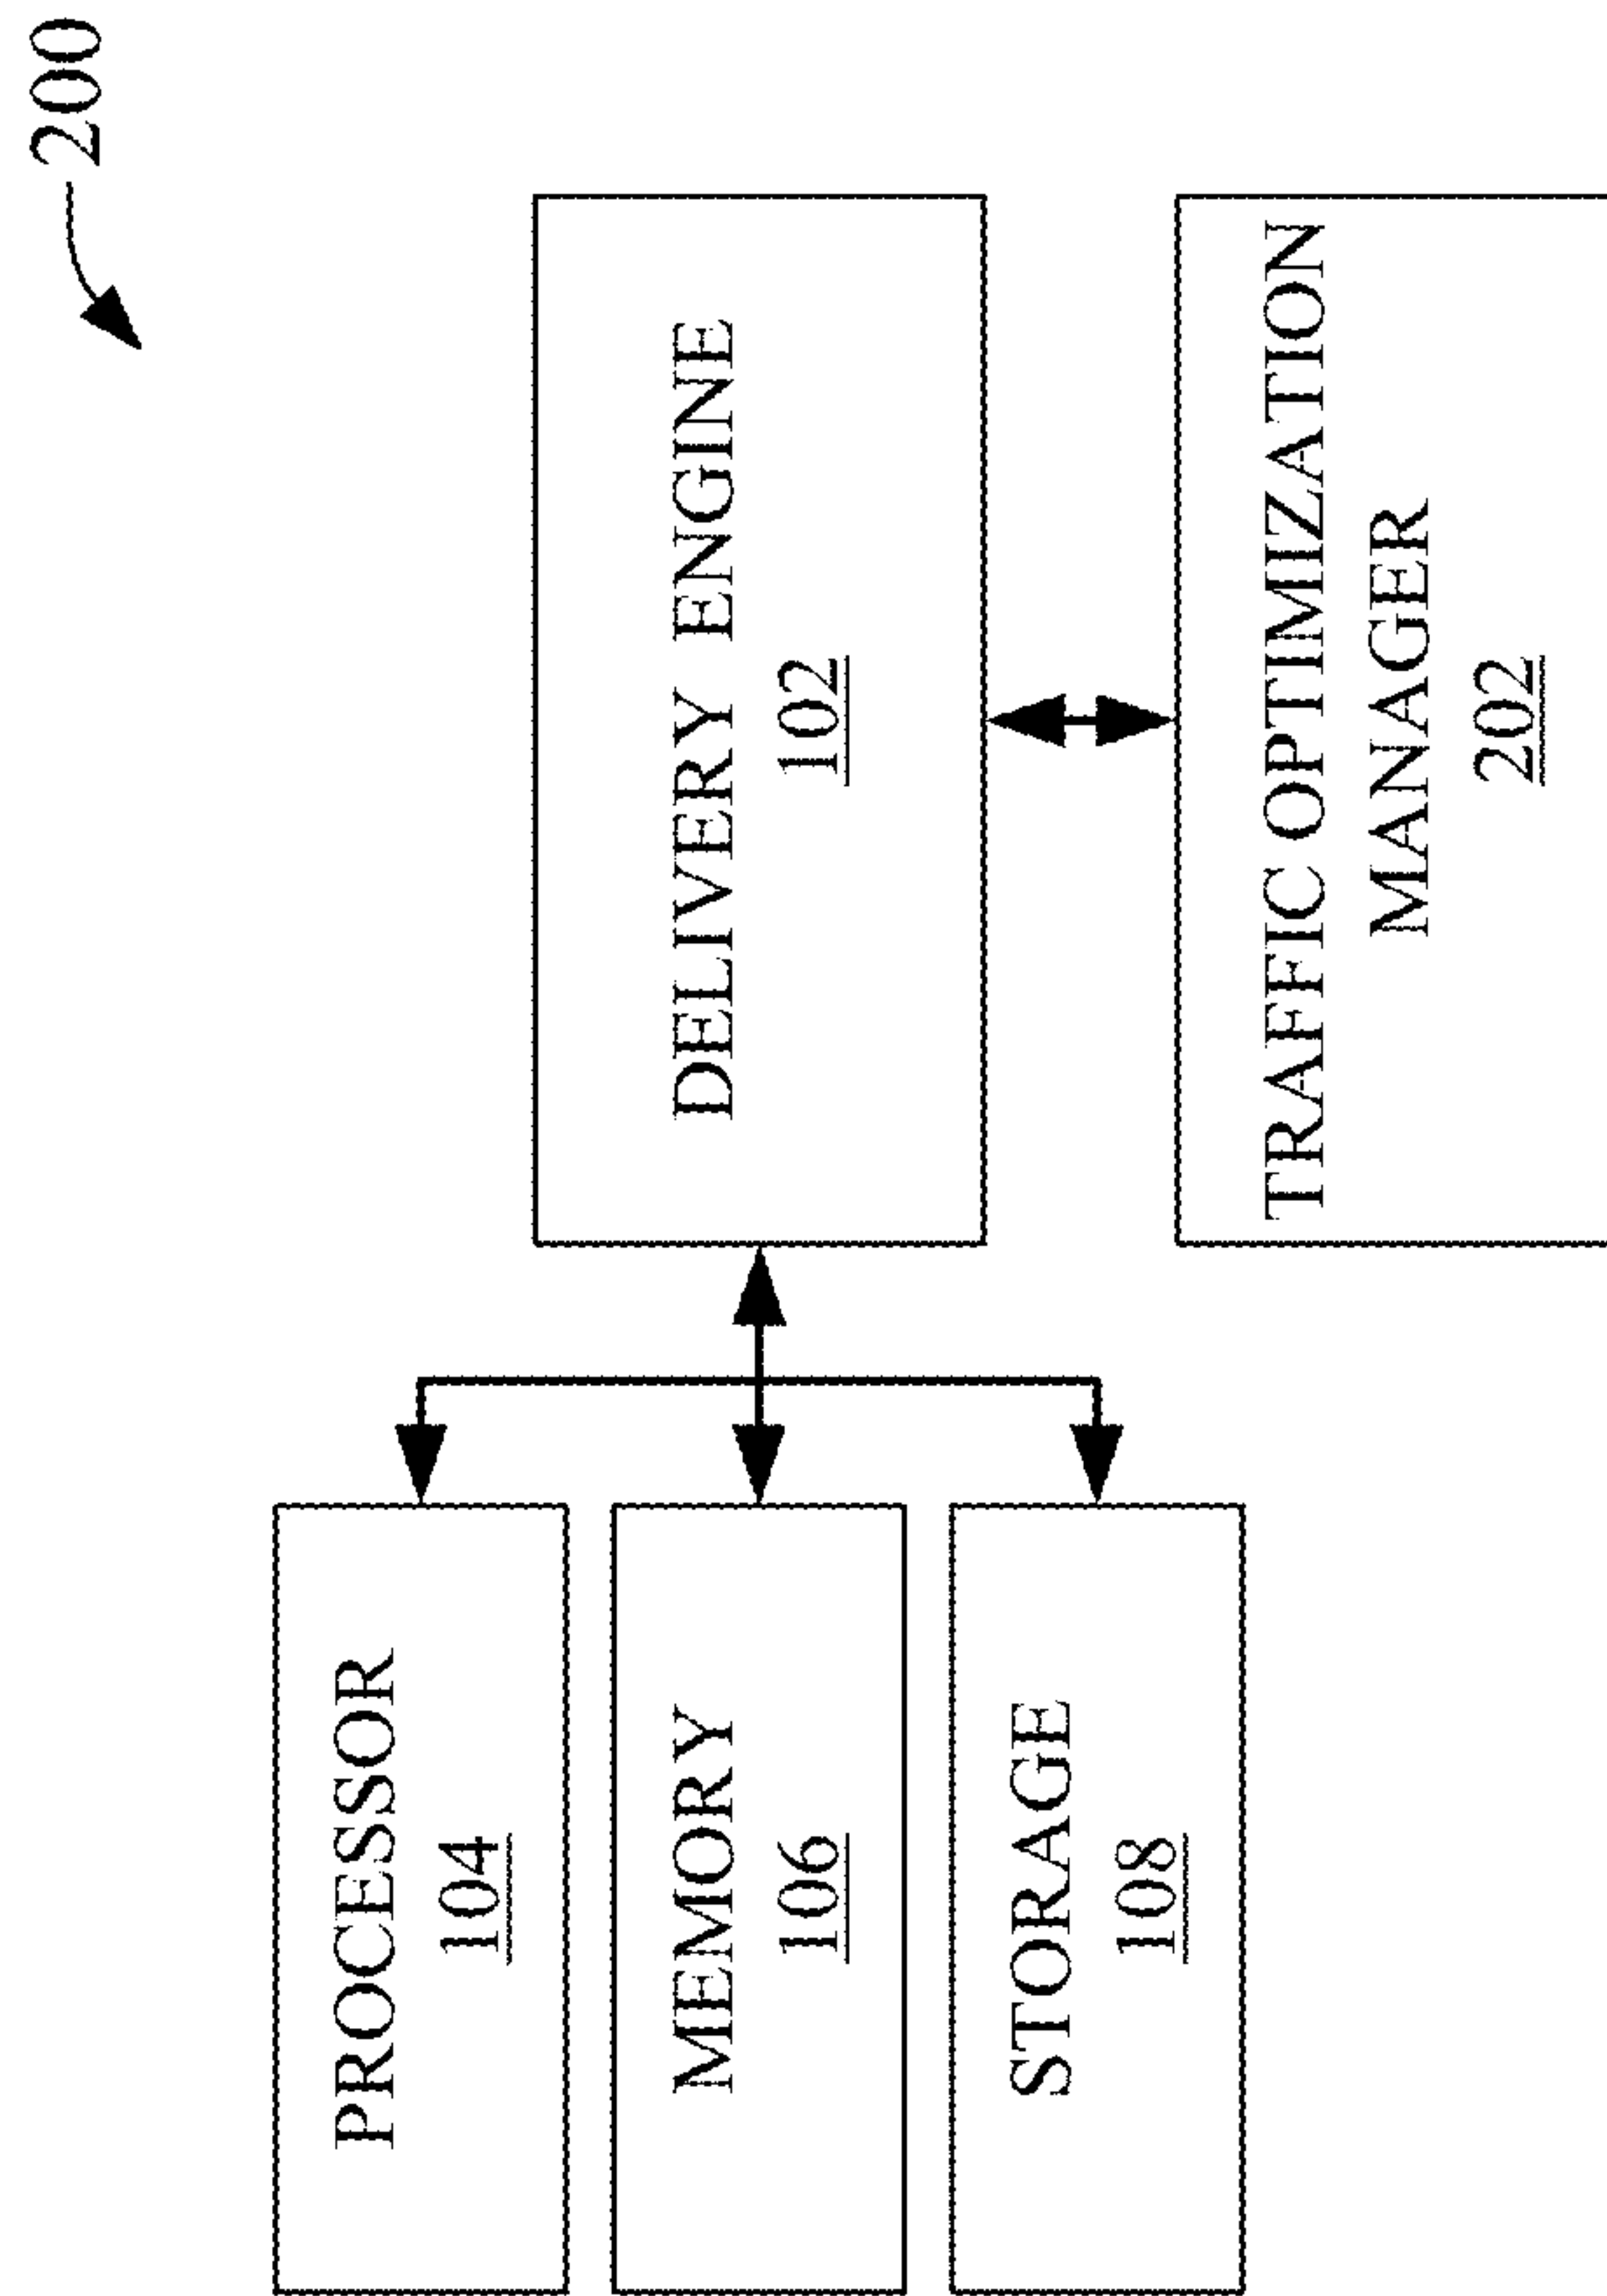 200
PROCESSOR
104
MEMORY
106
STORAGE
108
DELIVERY ENGINE
102
TRAFFIC OPTIMIZATION
MANAGER
202